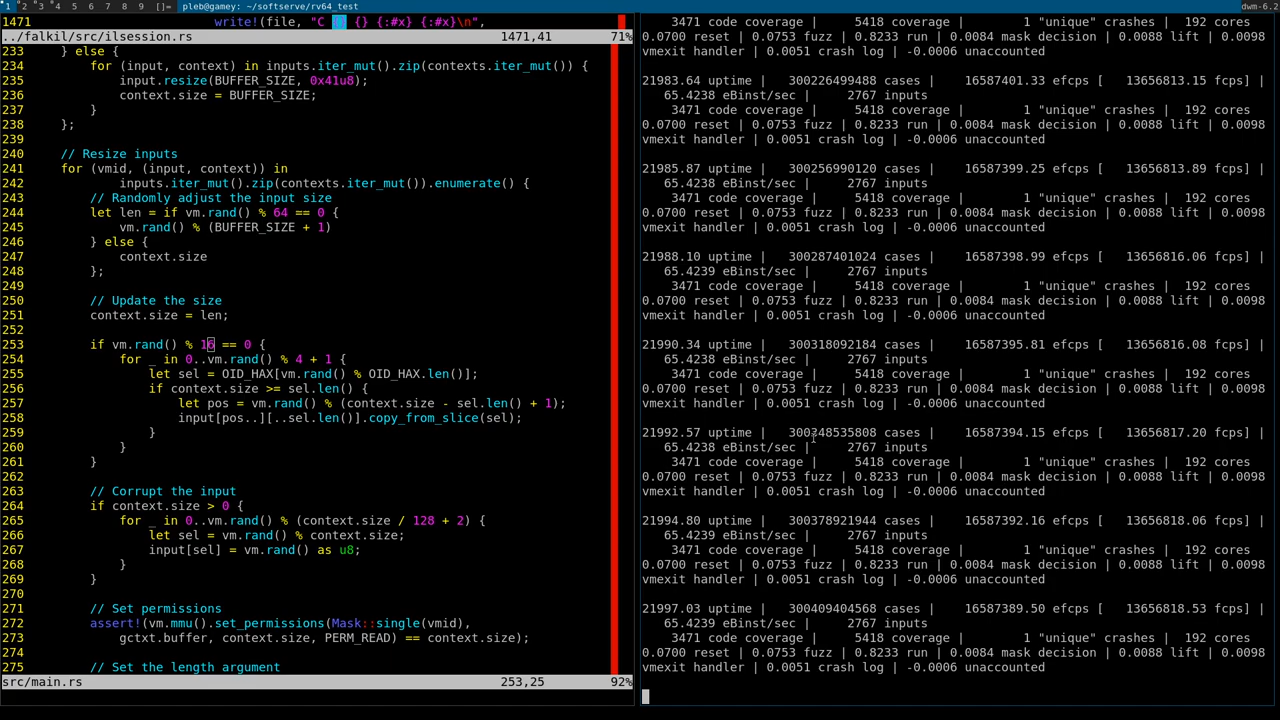 1 2 3 4 5 6 7 8 9 []= pleb@gamey: ~/softserve/rv64_test dwm-6.2
1471 write!(file, "C {} {} {:#x} {:#x}\n",
../falkil/src/ilsession.rs 1471,41 71%
233 } else {
234 for (input, context) in inputs.iter_mut().zip(contexts.iter_mut()) {
235 input.resize(BUFFER_SIZE, 0x41u8);
236 context.size = BUFFER_SIZE;
237 }
238 };
239
240 // Resize inputs
241 for (vmid, (input, context)) in
242 inputs.iter_mut().zip(contexts.iter_mut()).enumerate() {
243 // Randomly adjust the input size
244 let len = if vm.rand() % 64 == 0 {
245 vm.rand() % (BUFFER_SIZE + 1)
246 } else {
247 context.size
248 };
249
250 // Update the size
251 context.size = len;
252
253 if vm.rand() % 16 == 0 {
254 for _ in 0..vm.rand() % 4 + 1 {
255 let sel = OID_HAX[vm.rand() % OID_HAX.len()];
256 if context.size >= sel.len() {
257 let pos = vm.rand() % (context.size - sel.len() + 1);
258 input[pos..][..sel.len()].copy_from_slice(sel);
259 }
260 }
261 }
262
263 // Corrupt the input
264 if context.size > 0 {
265 for _ in 0..vm.rand() % (context.size / 128 + 2) {
266 let sel = vm.rand() % context.size;
267 input[sel] = vm.rand() as u8;
268 }
269 }
270
271 // Set permissions
272 assert!(vm.mmu().set_permissions(Mask::single(vmid),
273 gctxt.buffer, context.size, PERM_READ) == context.size);
274
275 // Set the length argument
src/main.rs 253,25 92%
3471 code coverage | 5418 coverage | 1 "unique" crashes | 192 cores
0.0700 reset | 0.0753 fuzz | 0.8233 run | 0.0084 mask decision | 0.0088 lift | 0.0098
vmexit handler | 0.0051 crash log | -0.0006 unaccounted
21983.64 uptime | 300226499488 cases | 16587401.33 efcps [ 13656813.15 fcps] |
65.4238 eBinst/sec | 2767 inputs
3471 code coverage | 5418 coverage | 1 "unique" crashes | 192 cores
0.0700 reset | 0.0753 fuzz | 0.8233 run | 0.0084 mask decision | 0.0088 lift | 0.0098
vmexit handler | 0.0051 crash log | -0.0006 unaccounted
21985.87 uptime | 300256990120 cases | 16587399.25 efcps [ 13656813.89 fcps] |
65.4238 eBinst/sec | 2767 inputs
3471 code coverage | 5418 coverage | 1 "unique" crashes | 192 cores
0.0700 reset | 0.0753 fuzz | 0.8233 run | 0.0084 mask decision | 0.0088 lift | 0.0098
vmexit handler | 0.0051 crash log | -0.0006 unaccounted
21988.10 uptime | 300287401024 cases | 16587398.99 efcps [ 13656816.06 fcps] |
65.4239 eBinst/sec | 2767 inputs
3471 code coverage | 5418 coverage | 1 "unique" crashes | 192 cores
0.0700 reset | 0.0753 fuzz | 0.8233 run | 0.0084 mask decision | 0.0088 lift | 0.0098
vmexit handler | 0.0051 crash log | -0.0006 unaccounted
21990.34 uptime | 300318092184 cases | 16587395.81 efcps [ 13656816.08 fcps] |
65.4238 eBinst/sec | 2767 inputs
3471 code coverage | 5418 coverage | 1 "unique" crashes | 192 cores
0.0700 reset | 0.0753 fuzz | 0.8233 run | 0.0084 mask decision | 0.0088 lift | 0.0098
vmexit handler | 0.0051 crash log | -0.0006 unaccounted
21992.57 uptime | 300348535808 cases | 16587394.15 efcps [ 13656817.20 fcps] |
65.4238 eBinst/sec | 2767 inputs
3471 code coverage | 5418 coverage | 1 "unique" crashes | 192 cores
0.0700 reset | 0.0753 fuzz | 0.8233 run | 0.0084 mask decision | 0.0088 lift | 0.0098
vmexit handler | 0.0051 crash log | -0.0006 unaccounted
21994.80 uptime | 300378921944 cases | 16587392.16 efcps [ 13656818.06 fcps] |
65.4239 eBinst/sec | 2767 inputs
3471 code coverage | 5418 coverage | 1 "unique" crashes | 192 cores
0.0700 reset | 0.0753 fuzz | 0.8233 run | 0.0084 mask decision | 0.0088 lift | 0.0098
vmexit handler | 0.0051 crash log | -0.0006 unaccounted
21997.03 uptime | 300409404568 cases | 16587389.50 efcps [ 13656818.53 fcps] |
65.4239 eBinst/sec | 2767 inputs
3471 code coverage | 5418 coverage | 1 "unique" crashes | 192 cores
0.0700 reset | 0.0753 fuzz | 0.8233 run | 0.0084 mask decision | 0.0088 lift | 0.0098
vmexit handler | 0.0051 crash log | -0.0006 unaccounted